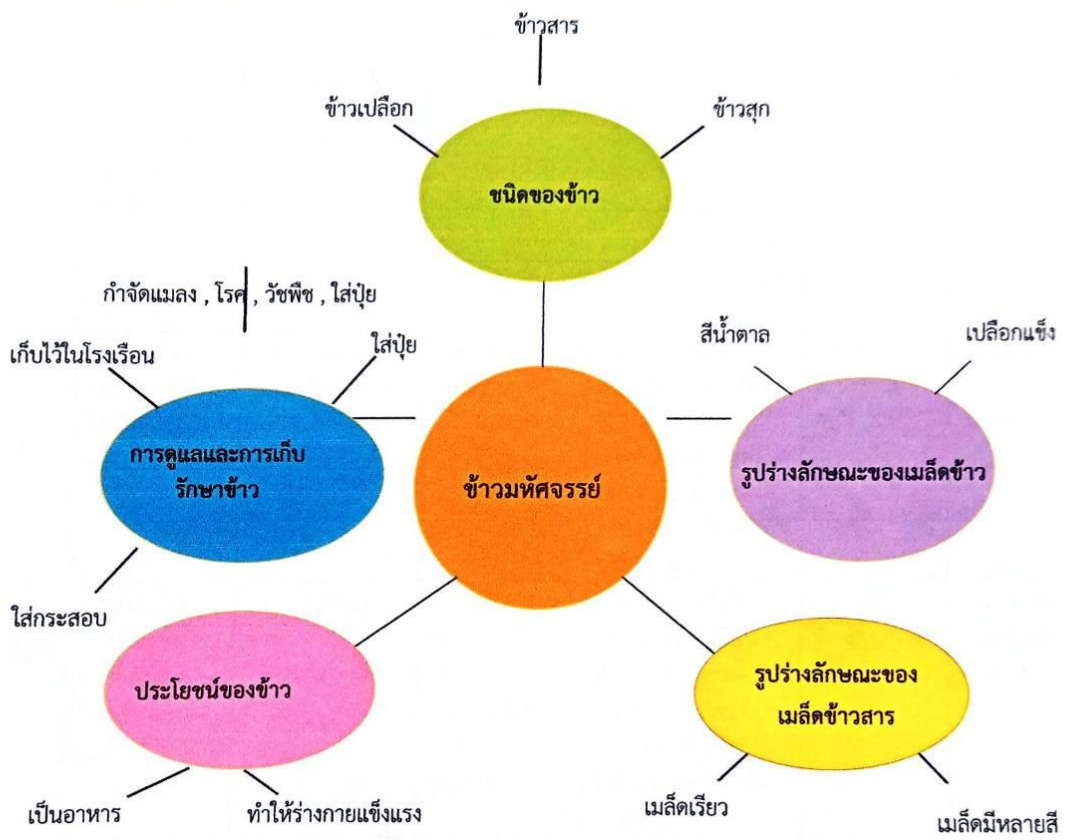 ข้าวสาร
ข้าวเปลือก
ข้าวสุก
ชนิดของข้าว
กำจัดแมลง , โรค , วัชพืช , ใส่ปุ๋ย
เก็บไว้ในโรงเรือน
ใส่ปุ๋ย
สีน้ำตาล
เปลือกแข็ง
การดูแลและการเก็บ
รักษาข้าว
ข้าวมหัศจรรย์
รูปร่างลักษณะของเมล็ดข้าว
ใส่กระสอบ
ประโยชน์ของข้าว
รูปร่างลักษณะของ
เมล็ดข้าวสาร
เป็นอาหาร
ทำให้ร่างกายแข็งแรง
เมล็ดเรียว
เมล็ดมีหลายสี